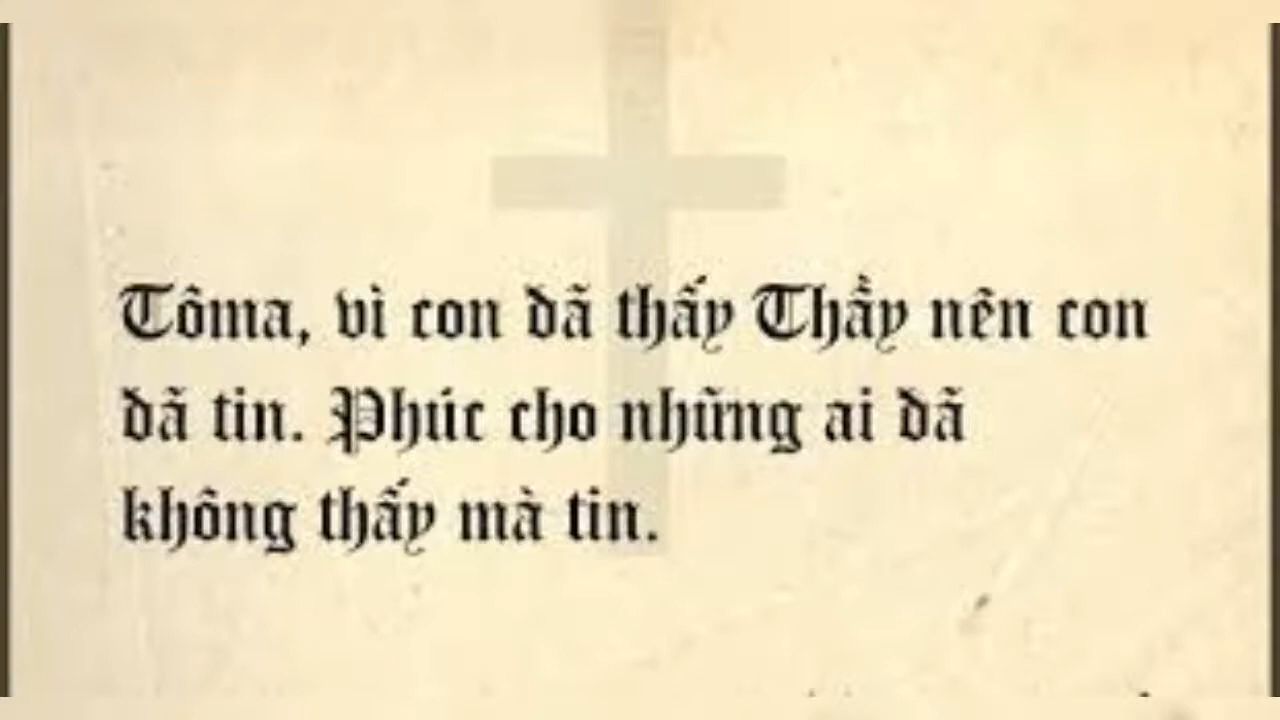 Tôma, vì con đã thấy Thầy nên con
đã tin. Phúc cho những ai đã
không thấy mà tin.